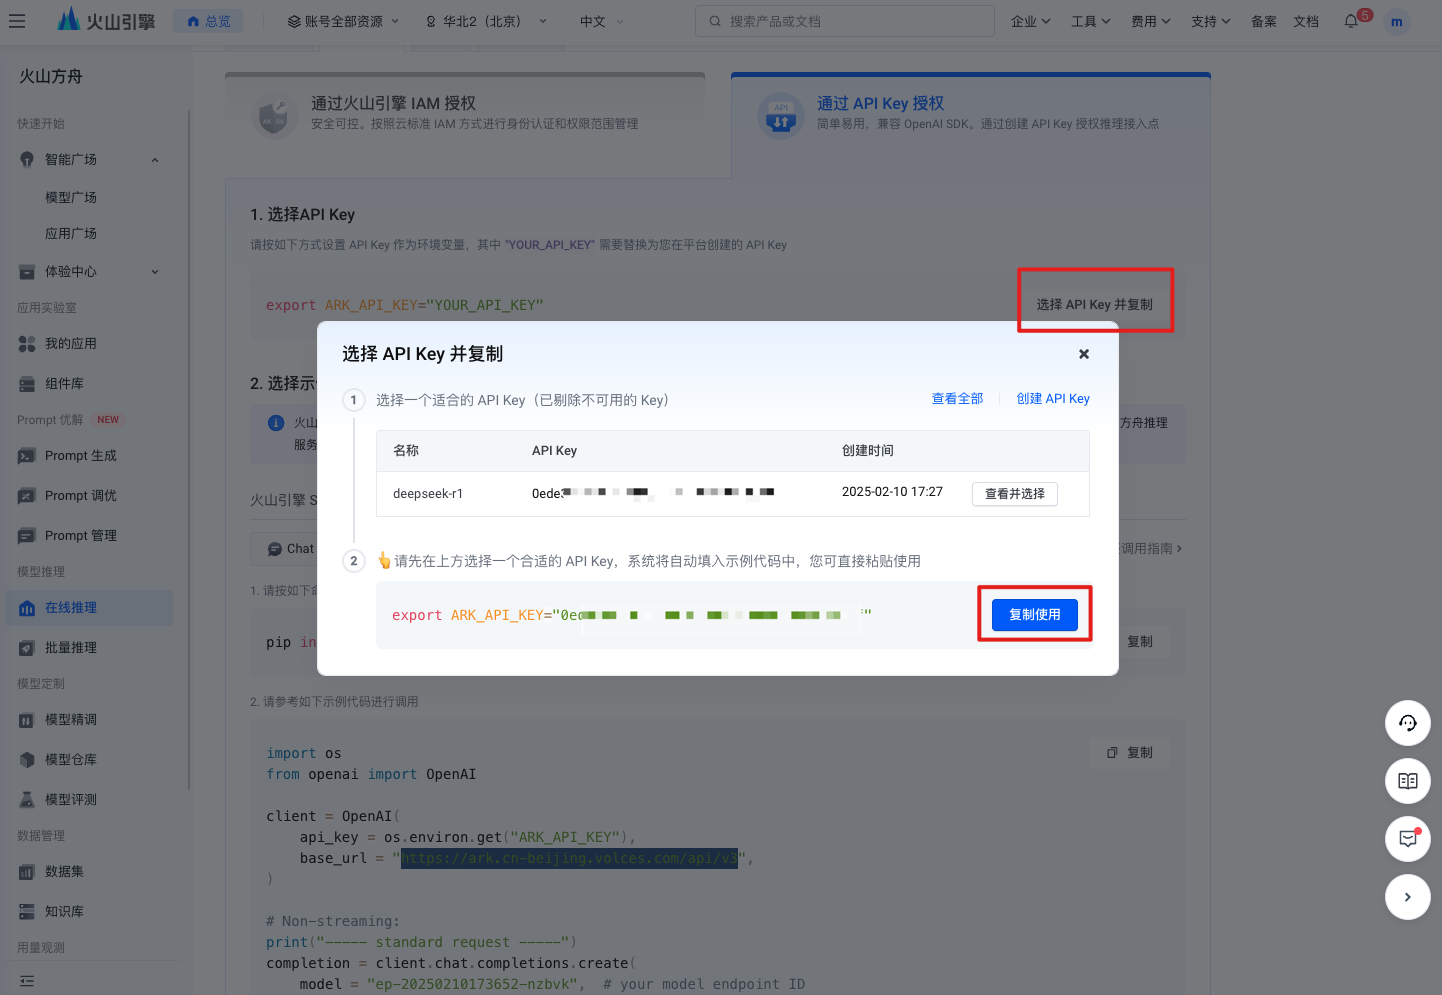 火山引擎
总览
账号全部资源
华北2（北京）
中文
搜索产品或文档
企业
工具
费用
支持
备案
文档
5
m
火山方舟
快速开始
智能广场
模型广场
应用广场
体验中心
应用实验室
我的应用
组件库
Prompt 优解 NEW
Prompt 生成
Prompt 调优
Prompt 管理
模型推理
在线推理
批量推理
模型定制
模型精调
模型仓库
模型评测
数据管理
数据集
知识库
用量观测
通过火山引擎 IAM 授权
安全可控。按照云标准 IAM 方式进行身份认证和权限范围管理
API
通过 API Key 授权
简单易用，兼容 OpenAI SDK。通过创建 API Key 授权推理接入点
1. 选择API Key
请按如下方式设置 API Key 作为环境变量，其中 "YOUR_API_KEY" 需要替换为您在平台创建的 API Key
export ARK_API_KEY="YOUR_API_KEY"
选择 API Key 并复制
2. 选择示
火山
方舟推理
服务
火山引擎 S
Chat
调用指南
1. 请按如下
pip in
复制
选择 API Key 并复制
1
选择一个适合的 API Key（已剔除不可用的 Key）
查看全部
创建 API Key
名称
API Key
创建时间
deepseek-r1
0ede
2025-02-10 17:27
查看并选择
2
👆请先在上方选择一个合适的 API Key，系统将自动填入示例代码中，您可直接粘贴使用
export ARK_API_KEY="0e
"
复制使用
2. 请参考如下示例代码进行调用
复制
import os
from openai import OpenAI
client = OpenAI(
api_key = os.environ.get("ARK_API_KEY"),
base_url = "https://ark.cn-beijing.volces.com/api/v3",
)
# Non-streaming:
print("----- standard request -----")
completion = client.chat.completions.create(
model = "ep-20250210173652-nzbvk",  # your model endpoint ID